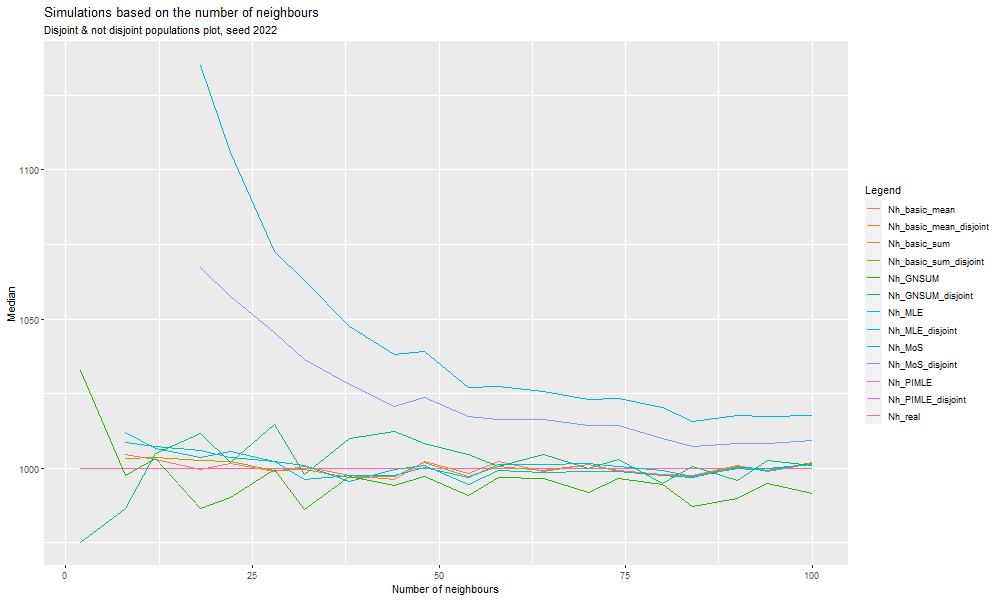 Simulations based on the number of neighbours
Disjoint & not disjoint populations plot, seed 2022
Median
1100
1050
1000
0
25
50
75
100
Number of neighbours
Legend
Nh_basic_mean
Nh_basic_mean_disjoint
Nh_basic_sum
Nh_basic_sum_disjoint
Nh_GNSUM
Nh_GNSUM_disjoint
Nh_MLE
Nh_MLE_disjoint
Nh_MoS
Nh_MoS_disjoint
Nh_PIMLE
Nh_PIMLE_disjoint
Nh_real